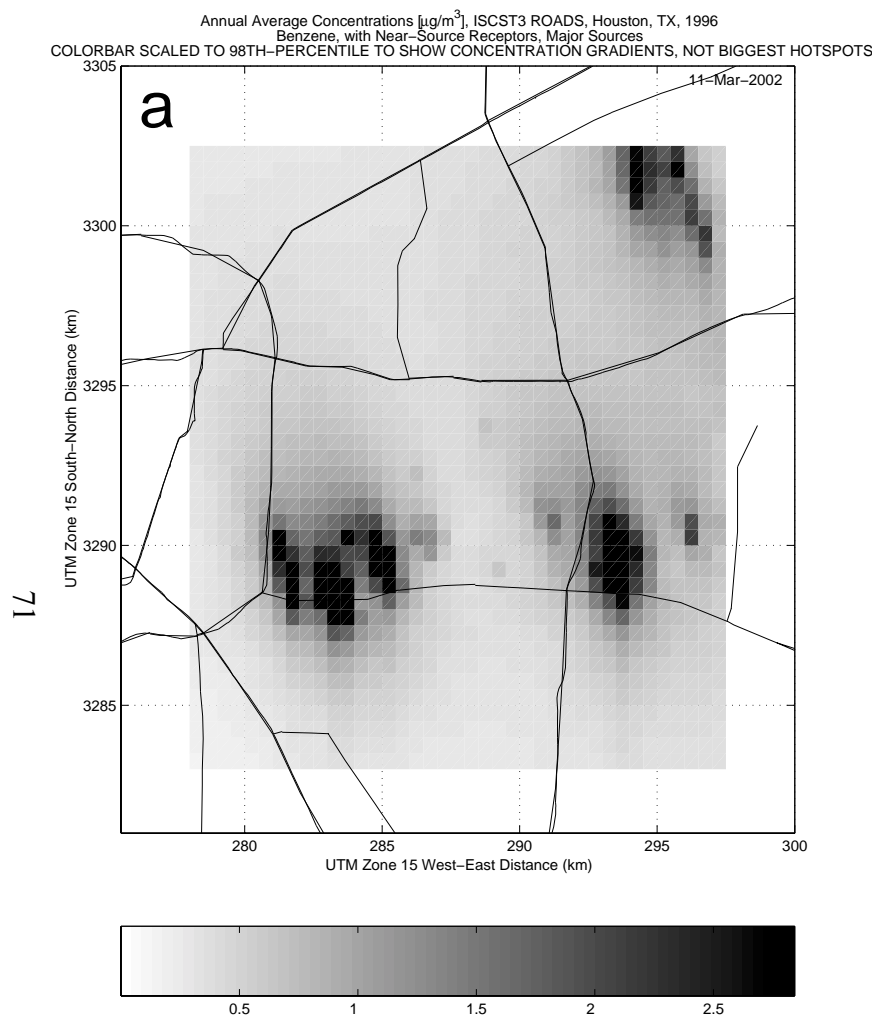 Annual Average Concentrations [µg/m³], ISCST3 ROADS, Houston, TX, 1996
Benzene, with Near−Source Receptors, Major Sources
COLORBAR SCALED TO 98TH−PERCENTILE TO SHOW CONCENTRATION GRADIENTS, NOT BIGGEST HOTSPOTS
11−Mar−2002
a
3305
3300
3295
3290
3285
UTM Zone 15 South−North Distance (km)
71
280 285 290 295 300
UTM Zone 15 West−East Distance (km)
0.5 1 1.5 2 2.5